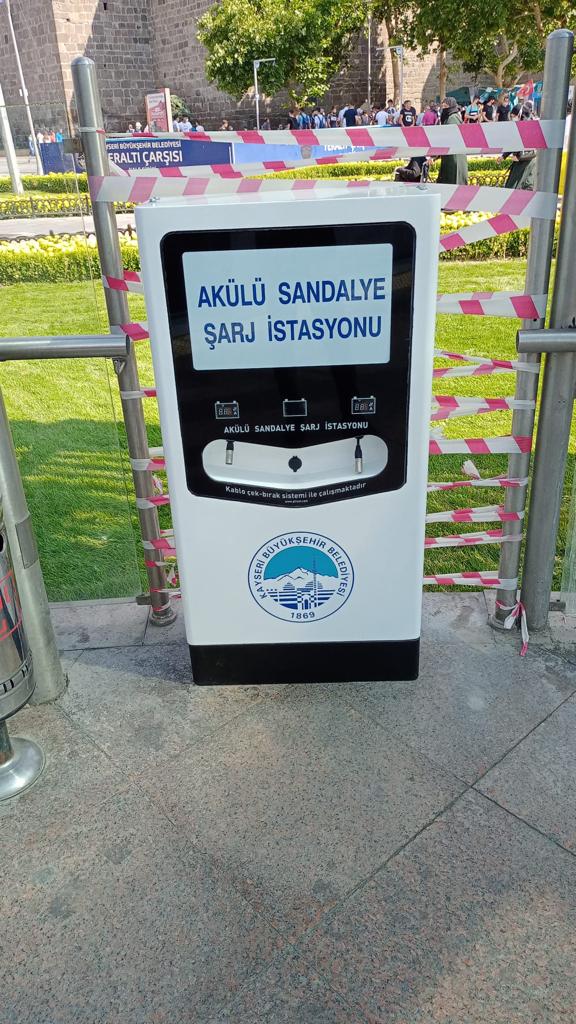 KAYSERİ BÜYÜKŞEHİR BELEDİYESİ
YERALTI ÇARŞISI
AKÜLÜ SANDALYE
ŞARJ İSTASYONU
AKÜLÜ SANDALYE ŞARJ İSTASYONU
Kablo çek-bırak sistemi ile çalışmaktadır
KAYSERİ BÜYÜKŞEHİR BELEDİYESİ
1869